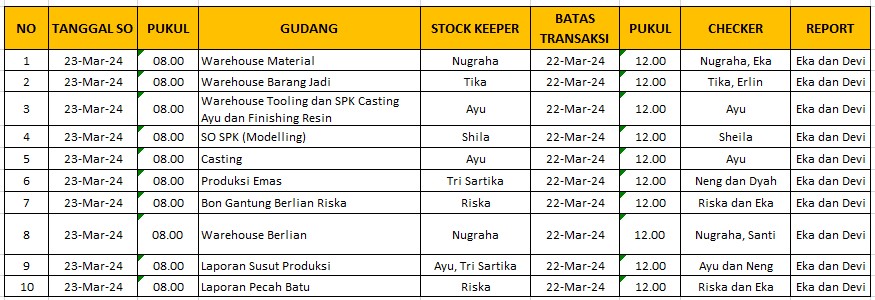 NO TANGGAL SO PUKUL GUDANG STOCK KEEPER BATAS TRANSAKSI PUKUL CHECKER REPORT
1 23-Mar-24 08.00 Warehouse Material Nugraha 22-Mar-24 12.00 Nugraha, Eka Eka dan Devi
2 23-Mar-24 08.00 Warehouse Barang Jadi Tika 22-Mar-24 12.00 Tika, Erlin Eka dan Devi
3 23-Mar-24 08.00 Warehouse Tooling dan SPK Casting Ayu dan Finishing Resin Ayu 22-Mar-24 12.00 Ayu Eka dan Devi
4 23-Mar-24 08.00 SO SPK (Modelling) Shila 22-Mar-24 12.00 Sheila Eka dan Devi
5 23-Mar-24 08.00 Casting Ayu 22-Mar-24 12.00 Ayu Eka dan Devi
6 23-Mar-24 08.00 Produksi Emas Tri Sartika 22-Mar-24 12.00 Neng dan Dyah Eka dan Devi
7 23-Mar-24 08.00 Bon Gantung Berlian Riska Riska 22-Mar-24 12.00 Riska dan Eka Eka dan Devi
8 23-Mar-24 08.00 Warehouse Berlian Nugraha 22-Mar-24 12.00 Nugraha, Santi Eka dan Devi
9 23-Mar-24 08.00 Laporan Susut Produksi Ayu, Tri Sartika 22-Mar-24 12.00 Ayu dan Neng Eka dan Devi
10 23-Mar-24 08.00 Laporan Pecah Batu Riska 22-Mar-24 12.00 Riska dan Eka Eka dan Devi